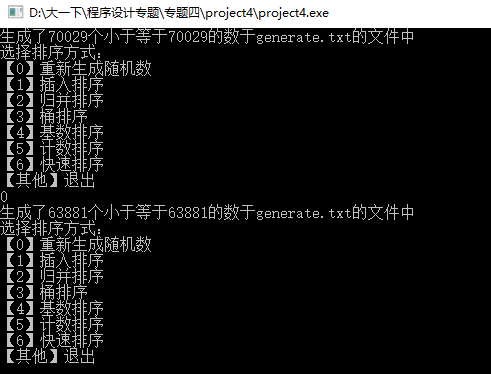 D:\大一下\程序设计专题\专题四\project4\project4.exe
生成了70029个小于等于70029的数于generate.txt的文件中
选择排序方式:
【0】重新生成随机数
【1】插入排序
【2】归并排序
【3】桶排序
【4】基数排序
【5】计数排序
【6】快速排序
【其他】退出
0
生成了63881个小于等于63881的数于generate.txt的文件中
选择排序方式:
【0】重新生成随机数
【1】插入排序
【2】归并排序
【3】桶排序
【4】基数排序
【5】计数排序
【6】快速排序
【其他】退出